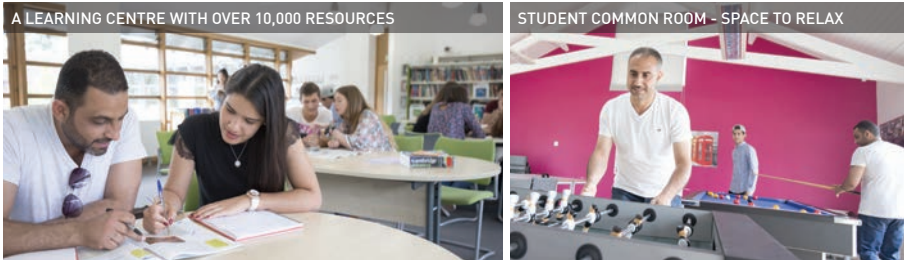 A LEARNING CENTRE WITH OVER 10,000 RESOURCES
STUDENT COMMON ROOM - SPACE TO RELAX